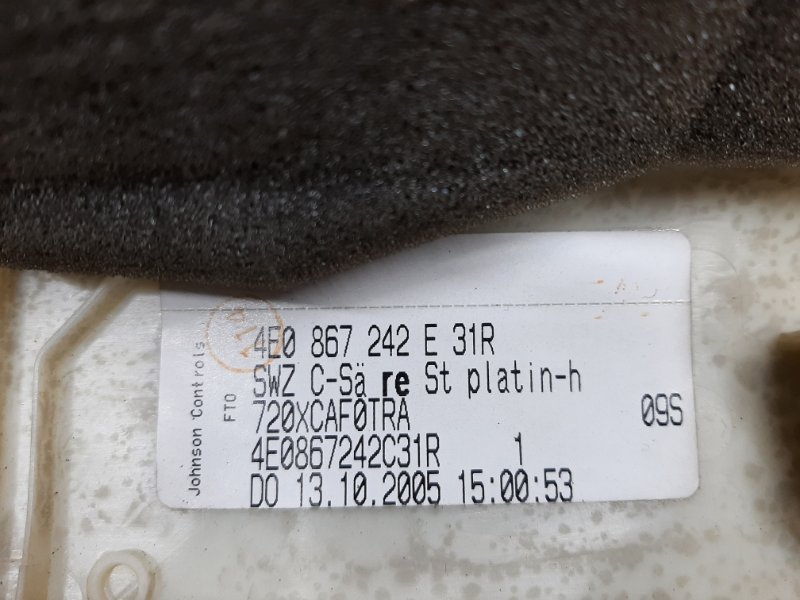 4E0 867 242 E 31R
SWZ C-Sä re St platin-h
720XCAF0TRA
09S
4E0867242C31R 1
DO 13.10.2005 15:00:53
Johnson Controls
FTO